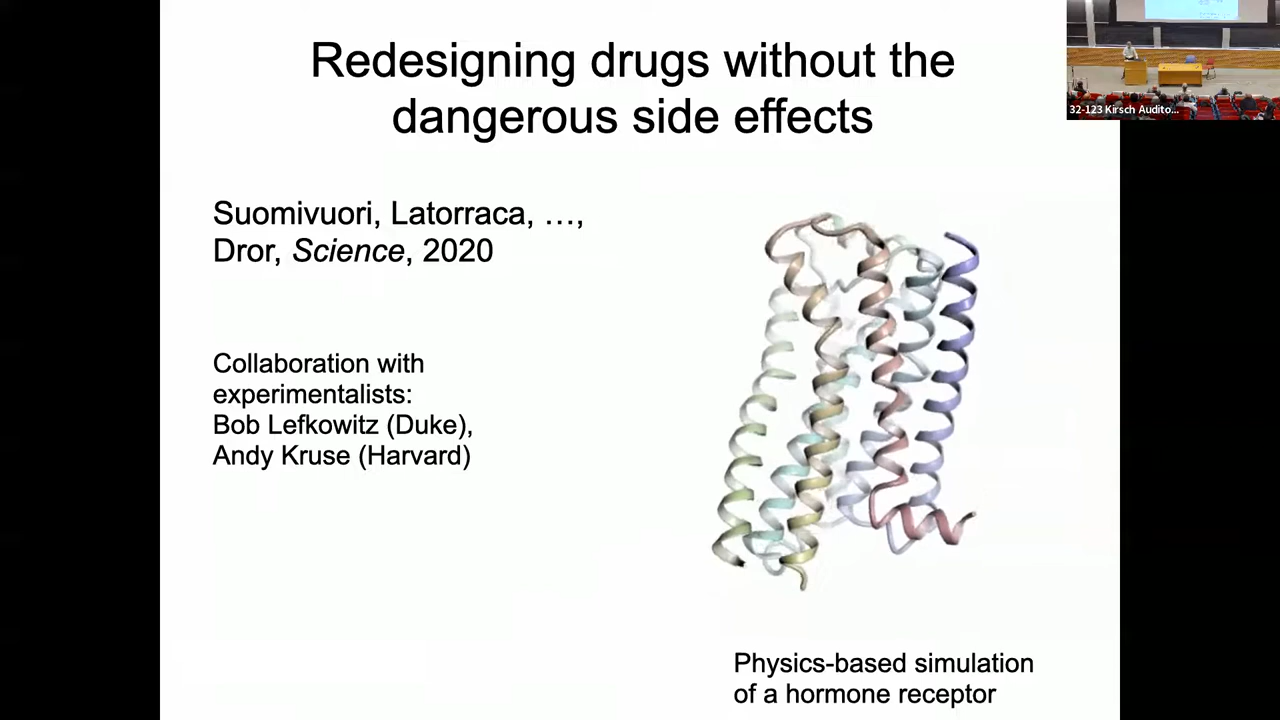 Redesigning drugs without the
dangerous side effects
32-123 Kirsch Audito...
Suomivuori, Latorraca, …,
Dror, Science, 2020
Collaboration with
experimentalists:
Bob Lefkowitz (Duke),
Andy Kruse (Harvard)
Physics-based simulation
of a hormone receptor